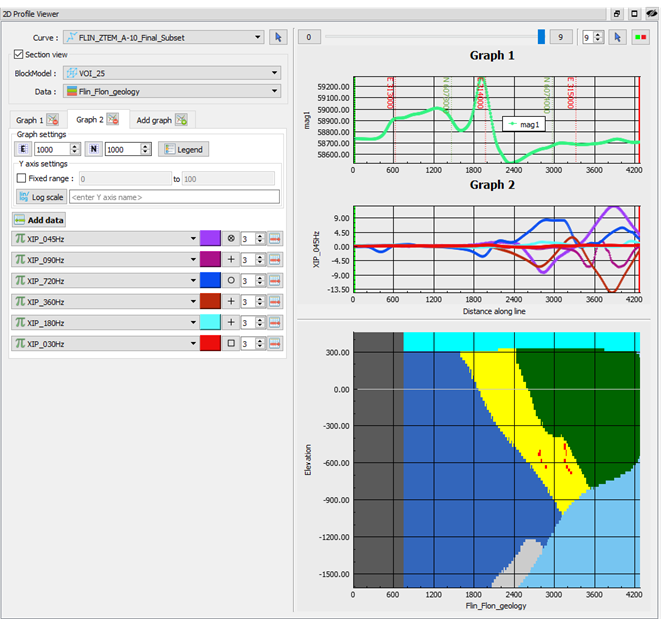 2D Profile Viewer
Curve : FLIN_ZTEM_A-10_Final_Subset
Section view
BlockModel : VOI_25
Data : Flin_Flon_geology
Graph 1 Graph 2 Add graph
Graph settings
E 1000 N 1000 Legend
Y axis settings
Fixed range : 0 to 100
lin/log Log scale <enter Y axis name>
Add data
XIP_045Hz 3
XIP_090Hz 3
XIP_720Hz 3
XIP_360Hz 3
XIP_180Hz 3
XIP_030Hz 3
0 9 9
Graph 1
mag1
59200.00
59100.00
59000.00
58900.00
58800.00
58700.00
58600.00
E 313000
E 314000
E 315000
mag1
0 600 1200 1800 2400 3000 3600 4200
Graph 2
XIP_045Hz
9.00
4.50
0.00
-4.50
-9.00
-13.50
0 600 1200 1800 2400 3000 3600 4200
Distance along line
Elevation
300.00
0.00
-300.00
-600.00
-900.00
-1200.00
-1500.00
0 600 1200 1800 2400 3000 3600 4200
Flin_Flon_geology